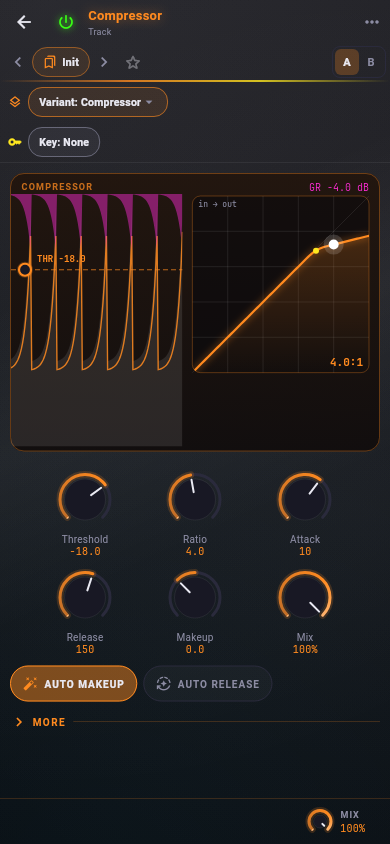 Compressor
Track
Init
A B
Variant: Compressor
Key: None
COMPRESSOR
GR -4.0 dB
in → out
THR -18.0
4.0:1
Threshold
-18.0
Ratio
4.0
Attack
10
Release
150
Makeup
0.0
Mix
100%
AUTO MAKEUP
AUTO RELEASE
MORE
MIX
100%